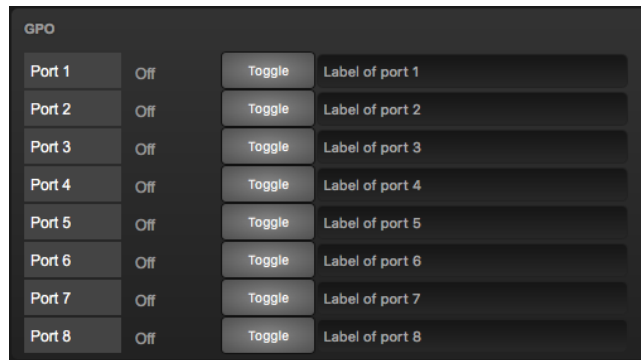 GPO
Port 1 Off Toggle Label of port 1
Port 2 Off Toggle Label of port 2
Port 3 Off Toggle Label of port 3
Port 4 Off Toggle Label of port 4
Port 5 Off Toggle Label of port 5
Port 6 Off Toggle Label of port 6
Port 7 Off Toggle Label of port 7
Port 8 Off Toggle Label of port 8